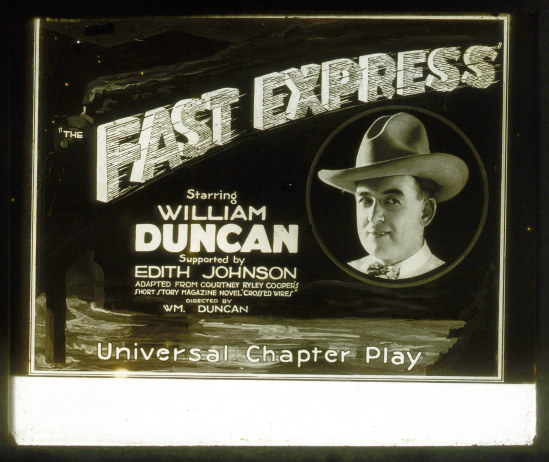 "THE
FAST EXPRESS"
Starring
WILLIAM
DUNCAN
Supported by
EDITH JOHNSON
ADAPTED FROM COURTNEY RYLEY COOPER'S
SHORT STORY MAGAZINE NOVEL "CROSSED WIRES"
DIRECTED BY
WM. DUNCAN
Universal Chapter Play